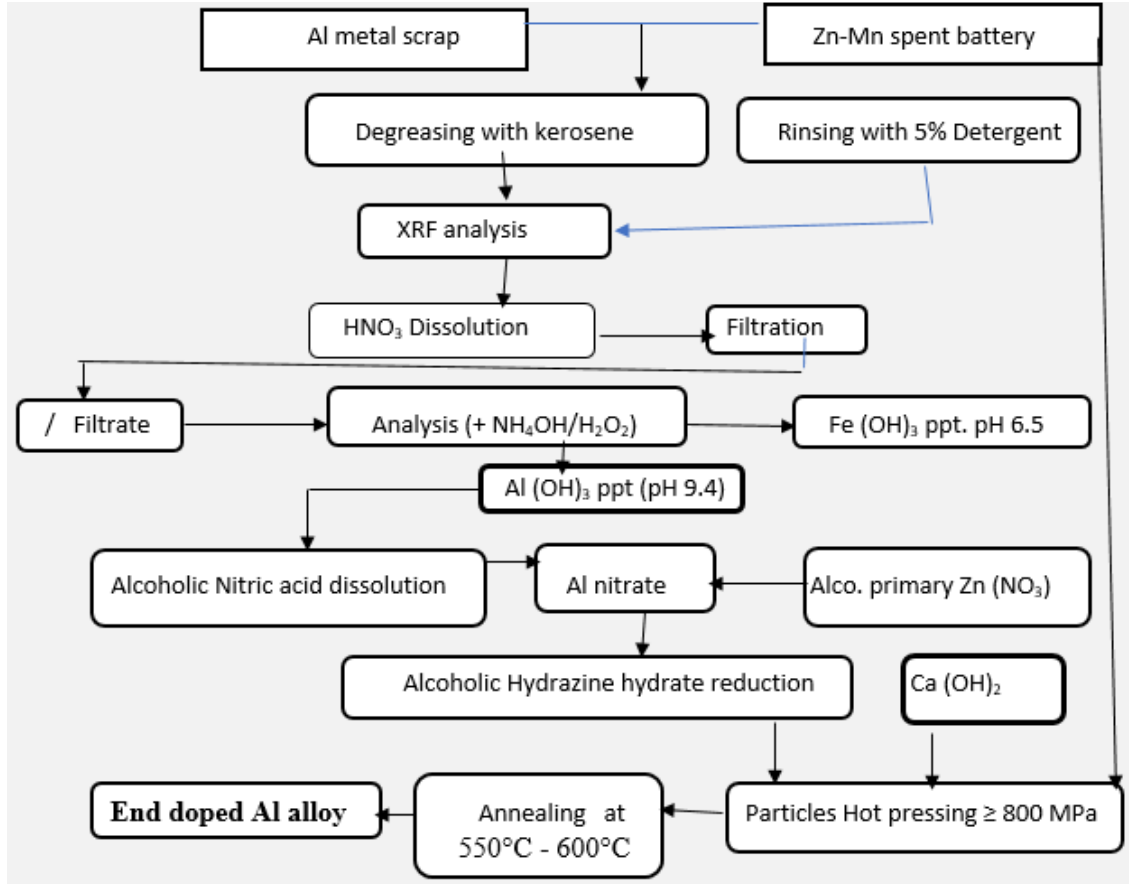 Al metal scrap
Zn-Mn spent battery
Degreasing with kerosene
Rinsing with 5% Detergent
XRF analysis
HNO₃ Dissolution
Filtration
/ Filtrate
Analysis (+ NH₄OH/H₂O₂)
Fe (OH)₃ ppt. pH 6.5
Al (OH)₃ ppt (pH 9.4)
Alcoholic Nitric acid dissolution
Al nitrate
Alco. primary Zn (NO₃)
Alcoholic Hydrazine hydrate reduction
Ca (OH)₂
End doped Al alloy
Annealing at
550°C - 600°C
Particles Hot pressing ≥ 800 MPa